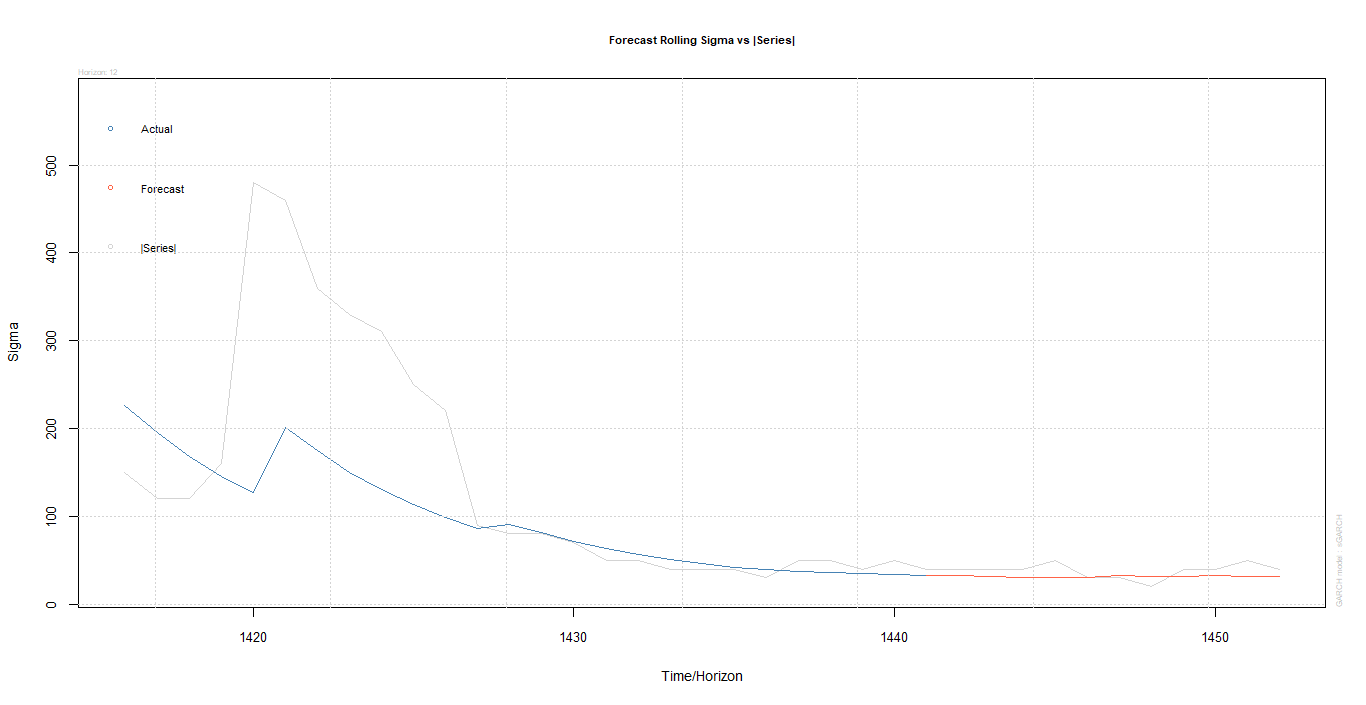 Forecast Rolling Sigma vs |Series|
Horizon: 12
Actual
Forecast
|Series|
Sigma
500
400
300
200
100
0
1420 1430 1440 1450
Time/Horizon
GARCH model : sGARCH